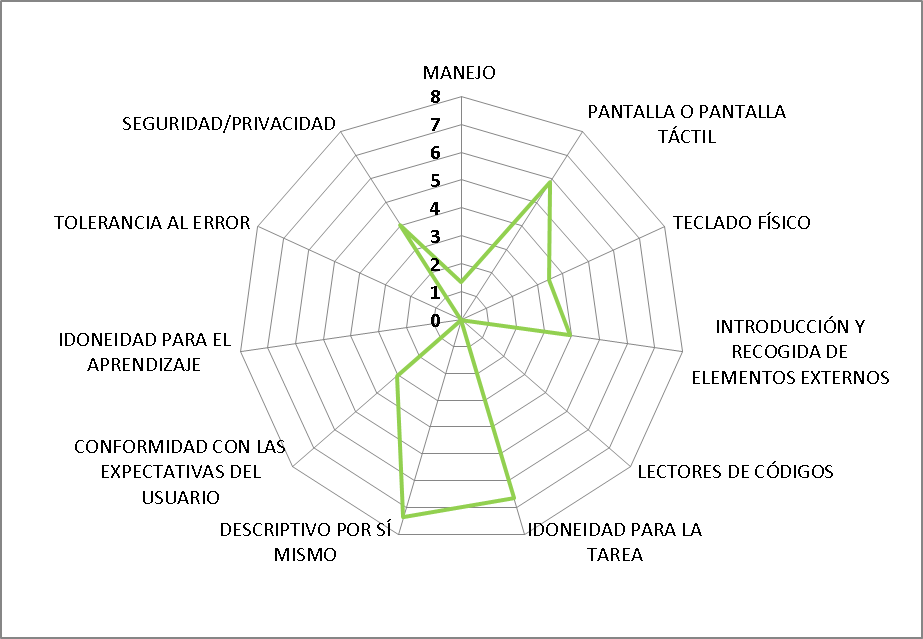 MANEJO
8
7
6
5
4
3
2
1
0
PANTALLA O PANTALLA
TÁCTIL
TECLADO FÍSICO
INTRODUCCIÓN Y
RECOGIDA DE
ELEMENTOS EXTERNOS
LECTORES DE CÓDIGOS
IDONEIDAD PARA LA
TAREA
DESCRIPTIVO POR SÍ
MISMO
CONFORMIDAD CON LAS
EXPECTATIVAS DEL
USUARIO
IDONEIDAD PARA EL
APRENDIZAJE
TOLERANCIA AL ERROR
SEGURIDAD/PRIVACIDAD